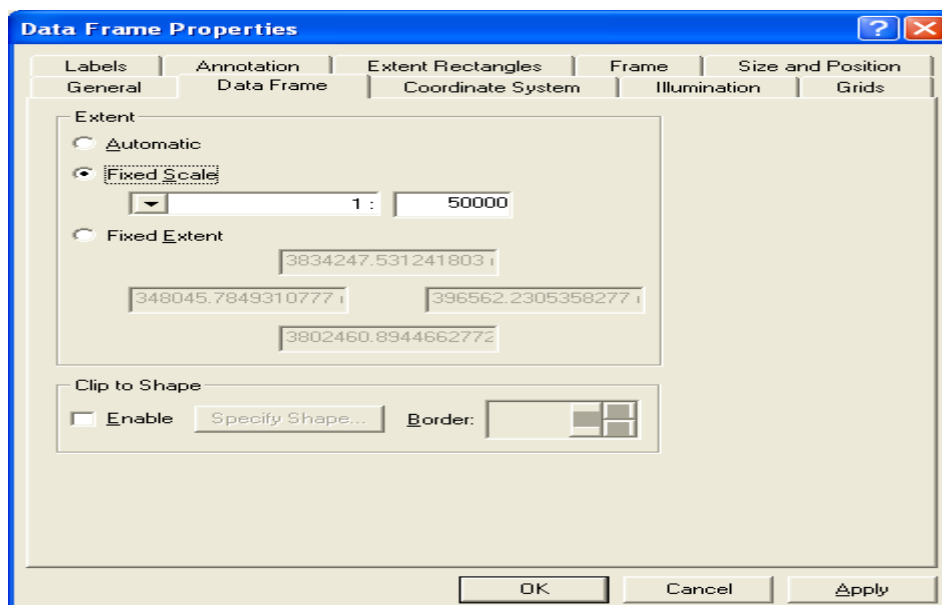 Data Frame Properties
Labels Annotation Extent Rectangles Frame Size and Position
General Data Frame Coordinate System Illumination Grids
Extent
Automatic
Fixed Scale
1 : 50000
Fixed Extent
3834247.531241803
348045.7849310777 396562.2305358277
3802460.8944662772
Clip to Shape
Enable Specify Shape... Border:
OK Cancel Apply